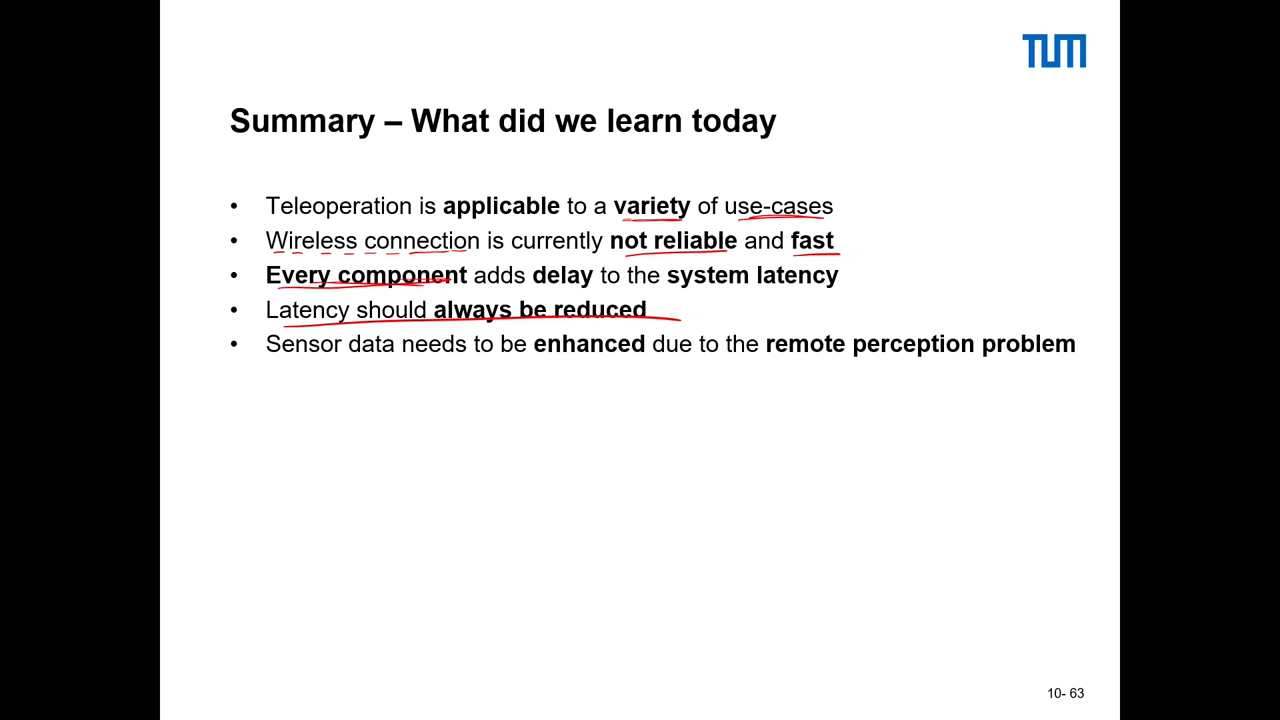 TUM
Summary – What did we learn today
• Teleoperation is applicable to a variety of use-cases
• Wireless connection is currently not reliable and fast
• Every component adds delay to the system latency
• Latency should always be reduced
• Sensor data needs to be enhanced due to the remote perception problem
10- 63